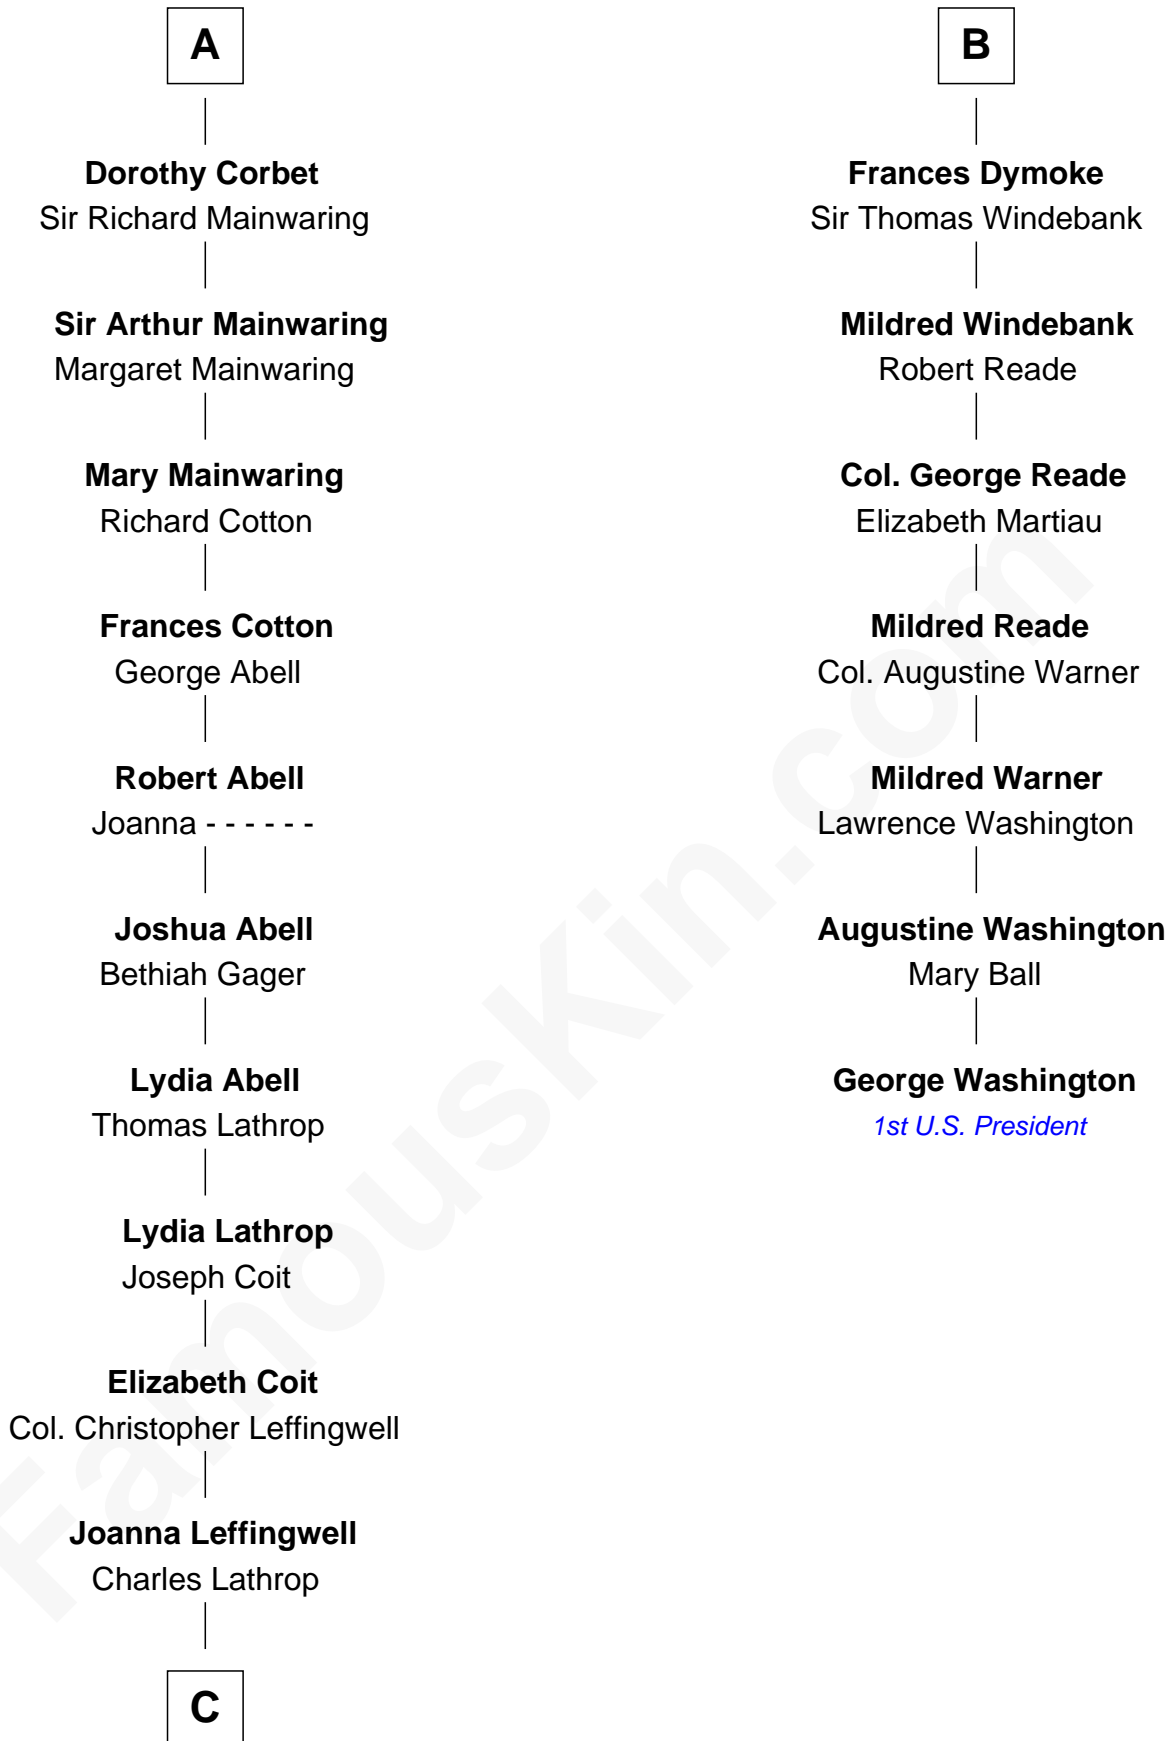 A
Dorothy Corbet
Sir Richard Mainwaring
Sir Arthur Mainwaring
Margaret Mainwaring
Mary Mainwaring
Richard Cotton
Frances Cotton
George Abell
Robert Abell
Joanna - - - - - -
Joshua Abell
Bethiah Gager
Lydia Abell
Thomas Lathrop
Lydia Lathrop
Joseph Coit
Elizabeth Coit
Col. Christopher Leffingwell
Joanna Leffingwell
Charles Lathrop
C
B
Frances Dymoke
Sir Thomas Windebank
Mildred Windebank
Robert Reade
Col. George Reade
Elizabeth Martiau
Mildred Reade
Col. Augustine Warner
Mildred Warner
Lawrence Washington
Augustine Washington
Mary Ball
George Washington
1st U.S. President
FamousKin.com